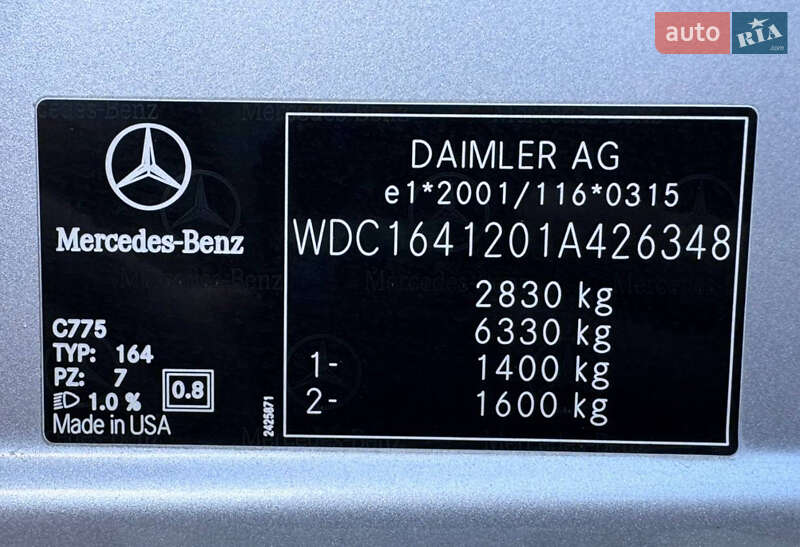 auto RIA .com
Mercedes-Benz
C775
TYP: 164
PZ: 7
0.8
1.0 %
Made in USA
2425871
DAIMLER AG
e1*2001/116*0315
WDC1641201A426348
2830 kg
6330 kg
1- 1400 kg
2- 1600 kg